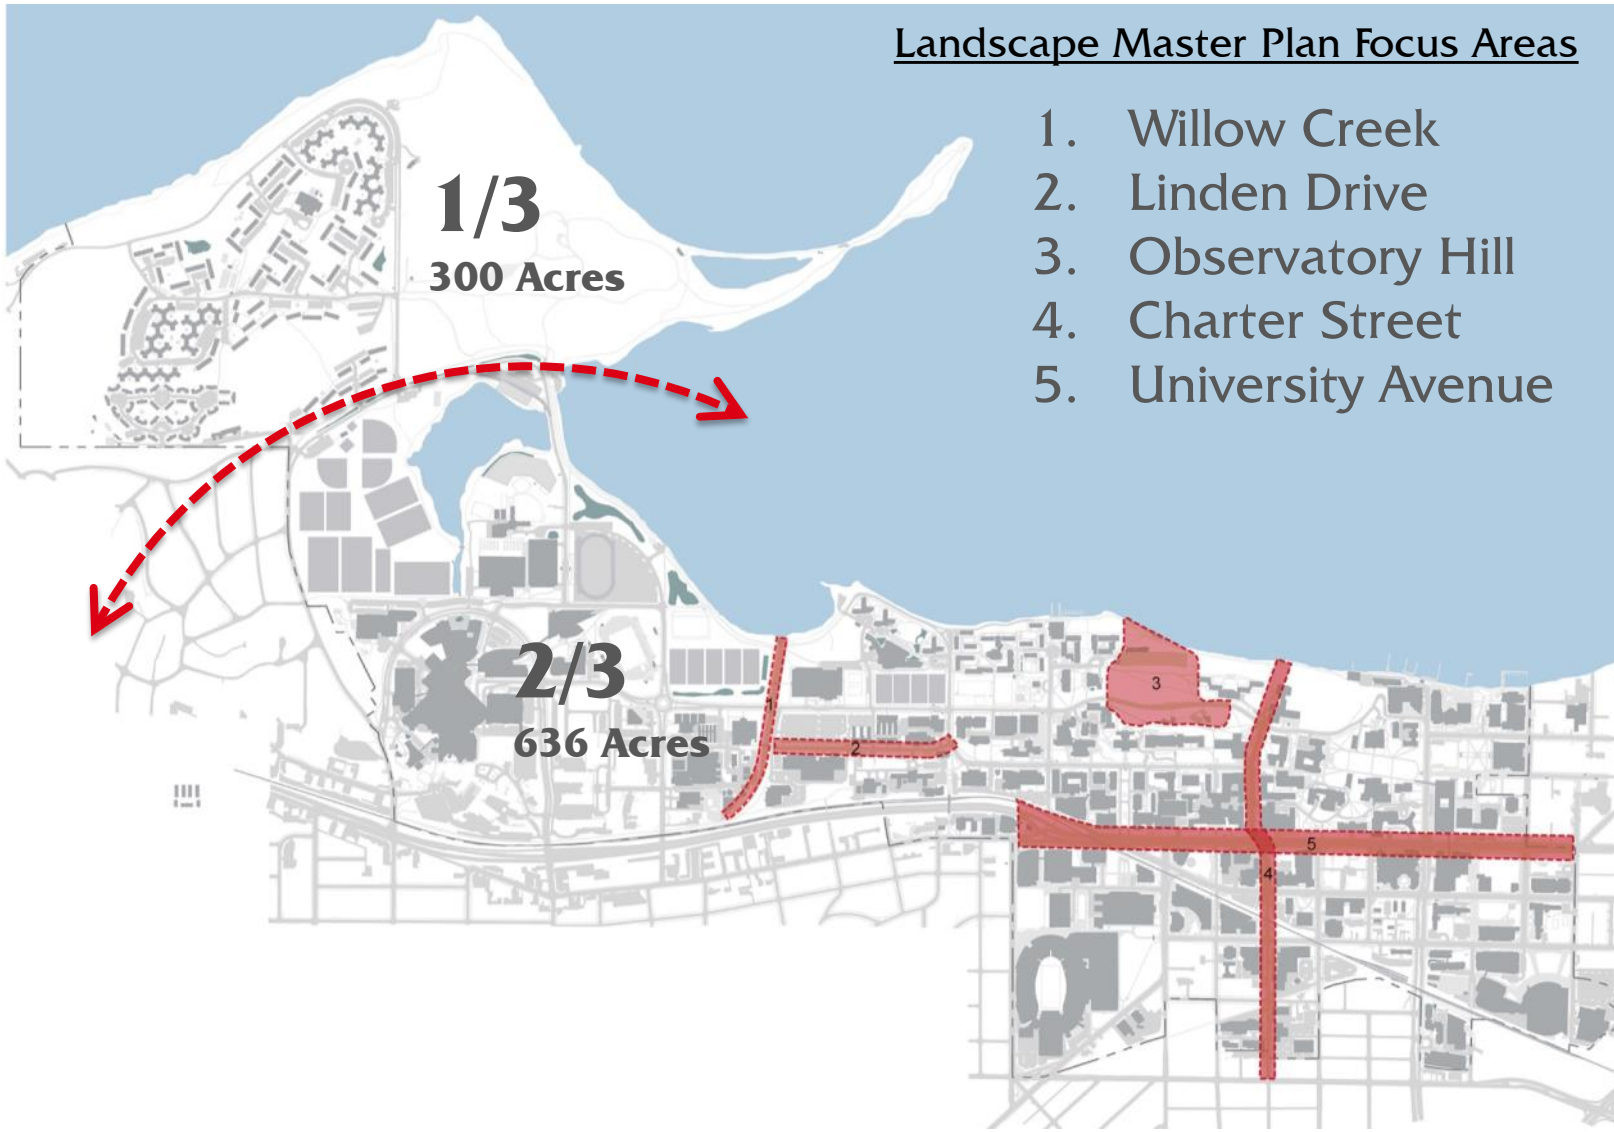 Landscape Master Plan Focus Areas
1. Willow Creek
2. Linden Drive
3. Observatory Hill
4. Charter Street
5. University Avenue
1/3
300 Acres
2/3
636 Acres
3
1
2
5
4